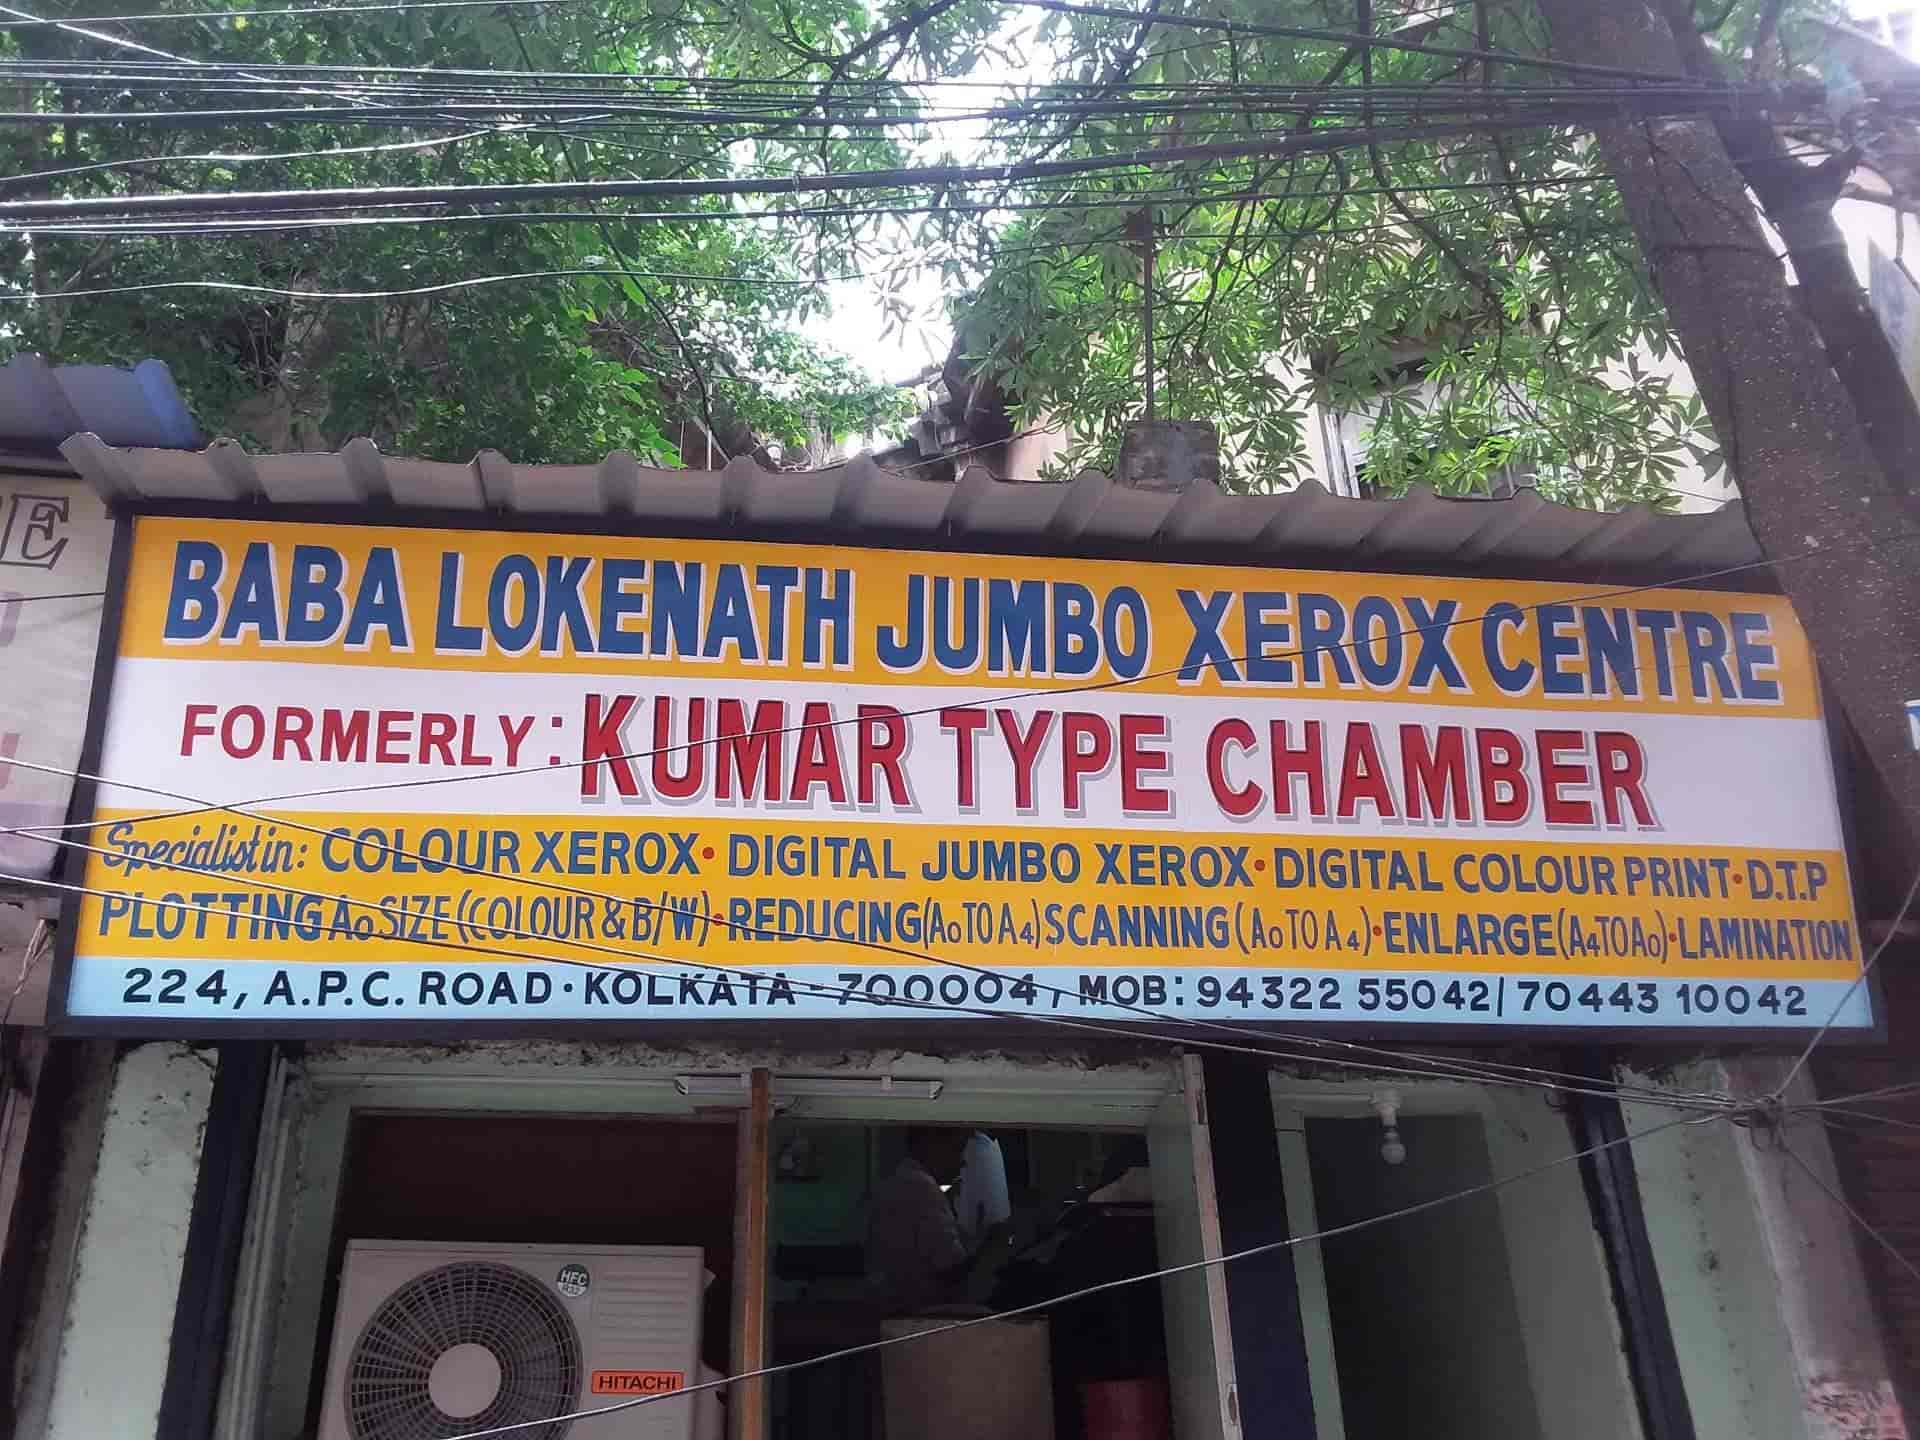 BABA LOKENATH JUMBO XEROX CENTRE
FORMERLY: KUMAR TYPE CHAMBER
Specialist in: COLOUR XEROX • DIGITAL JUMBO XEROX • DIGITAL COLOUR PRINT • D.T.P
PLOTTING A0 SIZE (COLOUR & B/W) • REDUCING (A0 TO A4) SCANNING (A0 TO A4) • ENLARGE (A4 TO A0) • LAMINATION
224, A.P.C. ROAD • KOLKATA - 700004, MOB: 94322 55042 / 70443 10042
HFC
R32
HITACHI